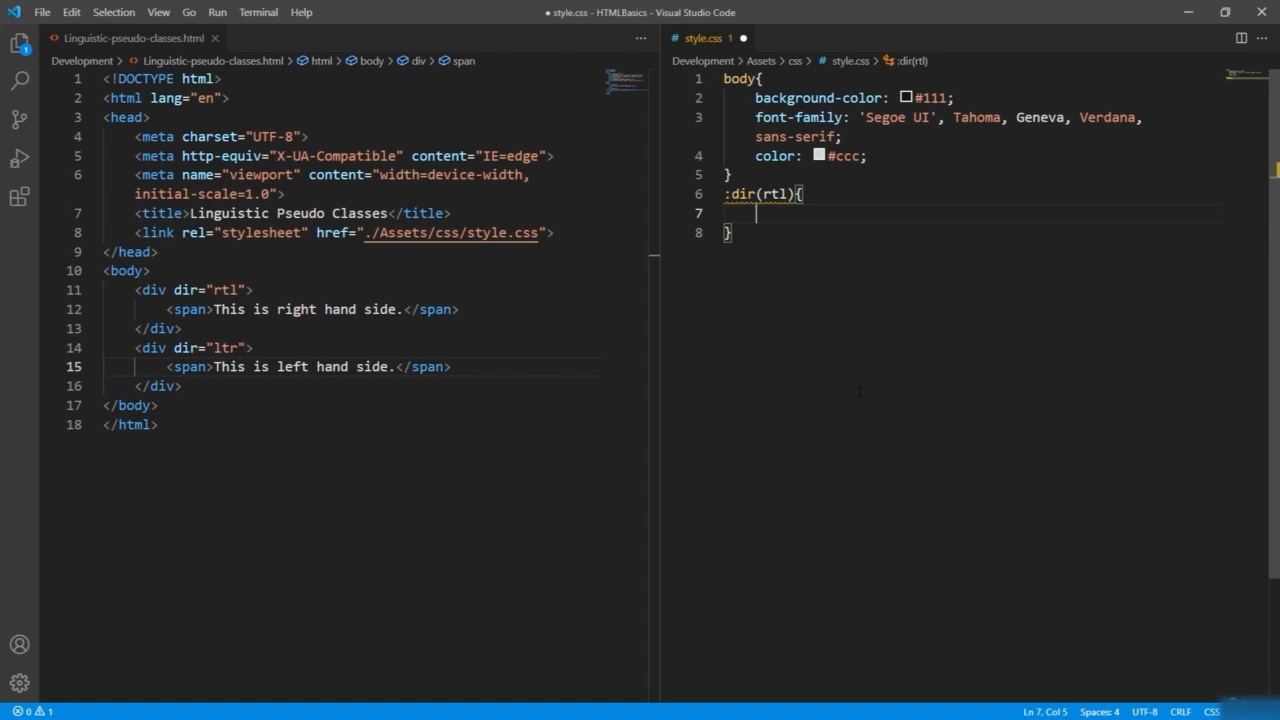 File Edit Selection View Go Run Terminal Help
● style.css - HTMLBasics - Visual Studio Code
Linguistic-pseudo-classes.html
Development > Linguistic-pseudo-classes.html > html > body > div > span
1 <!DOCTYPE html>
2 <html lang="en">
3 <head>
4 <meta charset="UTF-8">
5 <meta http-equiv="X-UA-Compatible" content="IE=edge">
6 <meta name="viewport" content="width=device-width,
initial-scale=1.0">
7 <title>Linguistic Pseudo Classes</title>
8 <link rel="stylesheet" href="./Assets/css/style.css">
9 </head>
10 <body>
11 <div dir="rtl">
12 <span>This is right hand side.</span>
13 </div>
14 <div dir="ltr">
15 <span>This is left hand side.</span>
16 </div>
17 </body>
18 </html>
# style.css 1
Development > Assets > css > # style.css > :dir(rtl)
1 body{
2 background-color: #111;
3 font-family: 'Segoe UI', Tahoma, Geneva, Verdana,
sans-serif;
4 color: #ccc;
5 }
6 :dir(rtl){
7
8 }
1
0 1
Ln 7, Col 5 Spaces: 4 UTF-8 CRLF CSS